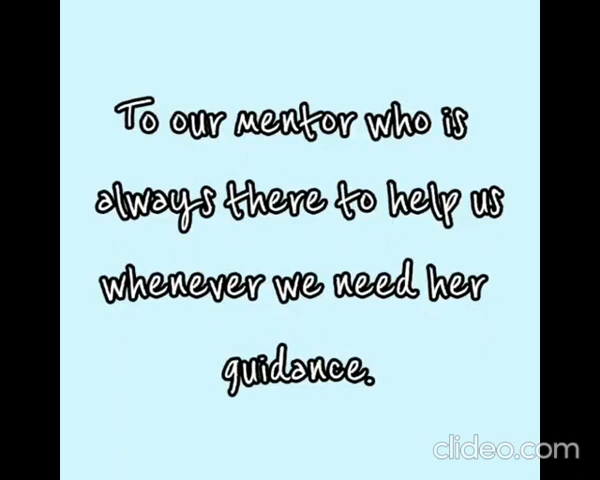 To our mentor who is
always there to help us
whenever we need her
guidance.
clideo.com